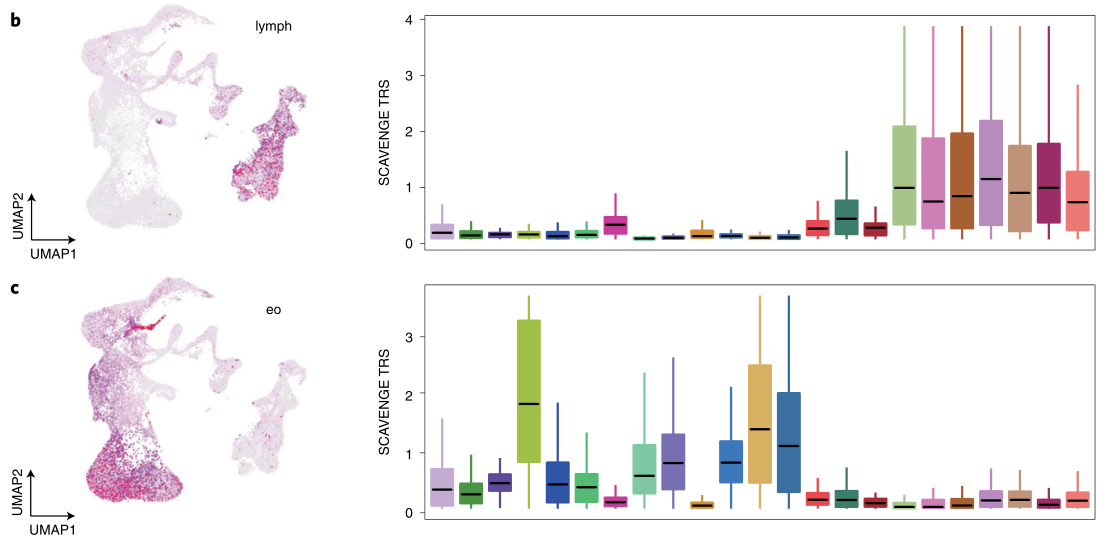 b
lymph
UMAP2
UMAP1
SCAVENGE TRS
4
3
2
1
0
c
eo
UMAP2
UMAP1
SCAVENGE TRS
3
2
1
0